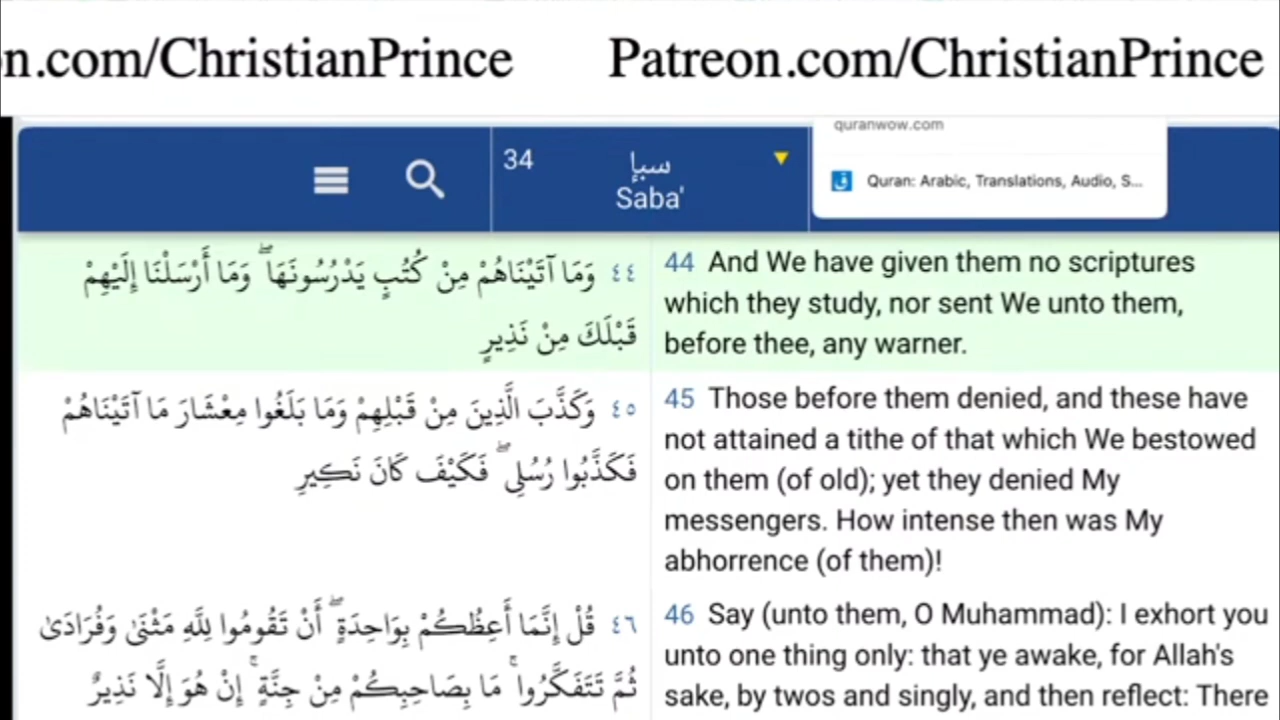 n.com/ChristianPrince Patreon.com/ChristianPrince
quranwow.com
34 سبإ
Saba'
Quran: Arabic, Translations, Audio, S...
٤٤ وَمَا آتَيْنَاهُمْ مِنْ كُتُبٍ يَدْرُسُونَهَا ۖ وَمَا أَرْسَلْنَا إِلَيْهِمْ
قَبْلَكَ مِنْ نَذِيرٍ
44 And We have given them no scriptures
which they study, nor sent We unto them,
before thee, any warner.
٤٥ وَكَذَّبَ الَّذِينَ مِنْ قَبْلِهِمْ وَمَا بَلَغُوا مِعْشَارَ مَا آتَيْنَاهُمْ
فَكَذَّبُوا رُسُلِي ۖ فَكَيْفَ كَانَ نَكِيرِ
45 Those before them denied, and these have
not attained a tithe of that which We bestowed
on them (of old); yet they denied My
messengers. How intense then was My
abhorrence (of them)!
٤٦ قُلْ إِنَّمَا أَعِظُكُمْ بِوَاحِدَةٍ ۖ أَنْ تَقُومُوا لِلَّهِ مَثْنَىٰ وَفُرَادَىٰ
ثُمَّ تَتَفَكَّرُوا ۚ مَا بِصَاحِبِكُمْ مِنْ جِنَّةٍ ۚ إِنْ هُوَ إِلَّا نَذِيرٌ
46 Say (unto them, O Muhammad): I exhort you
unto one thing only: that ye awake, for Allah's
sake, by twos and singly, and then reflect: There